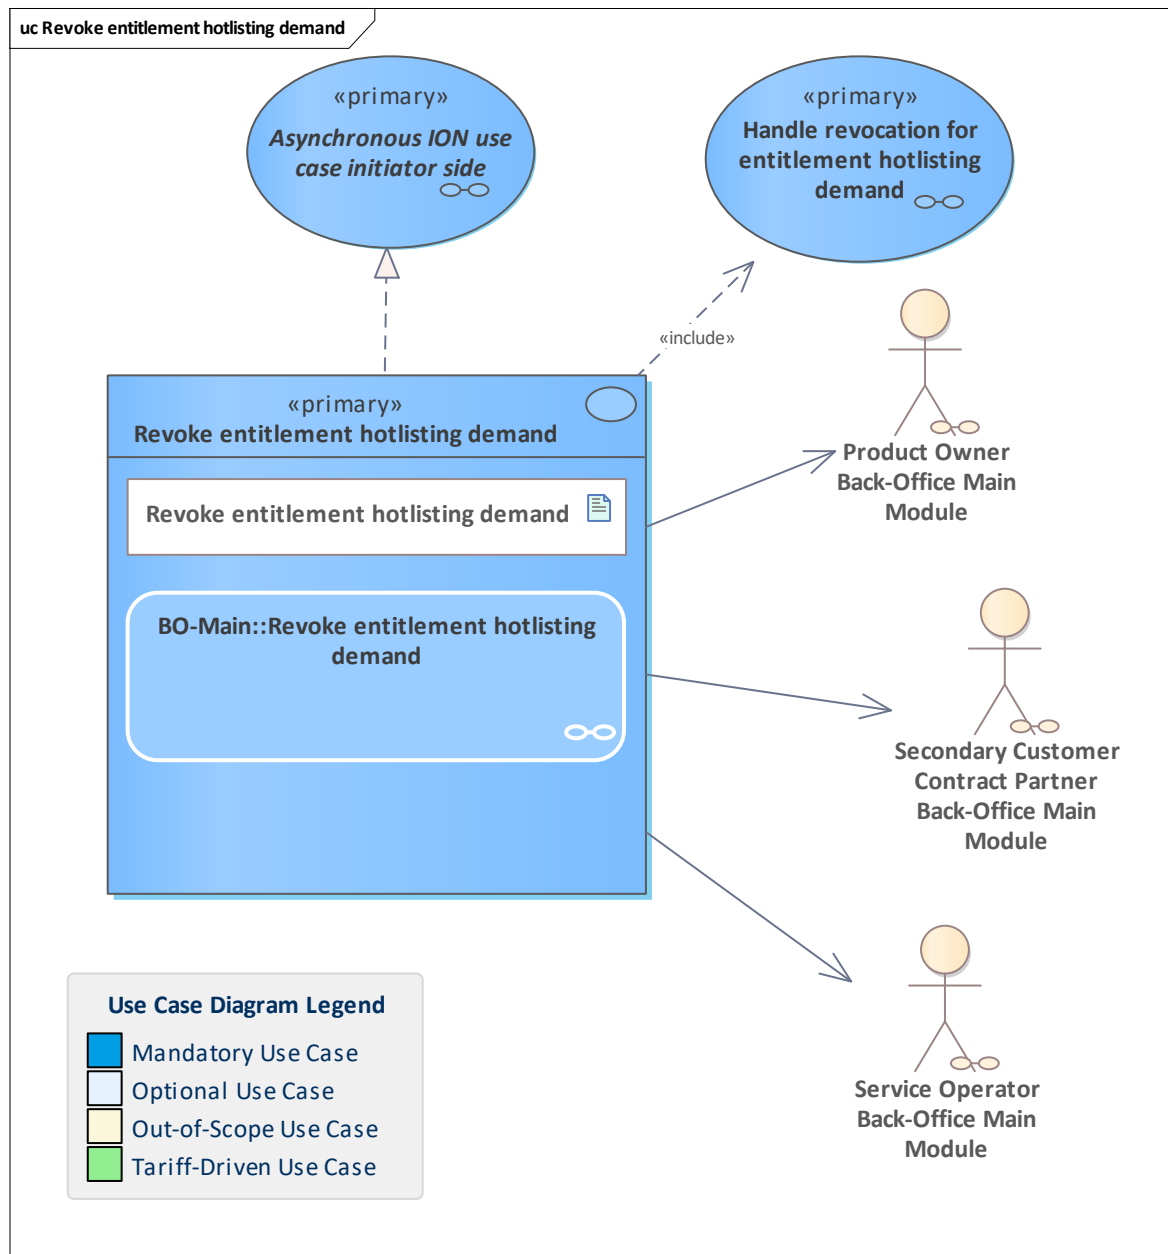 uc Revoke entitlement hotlisting demand
«primary»
Asynchronous ION use
case initiator side
«primary»
Handle revocation for
entitlement hotlisting
demand
«include»
«primary»
Revoke entitlement hotlisting demand
Revoke entitlement hotlisting demand
BO-Main::Revoke entitlement hotlisting
demand
Product Owner
Back-Office Main
Module
Secondary Customer
Contract Partner
Back-Office Main
Module
Service Operator
Back-Office Main
Module
Use Case Diagram Legend
Mandatory Use Case
Optional Use Case
Out-of-Scope Use Case
Tariff-Driven Use Case